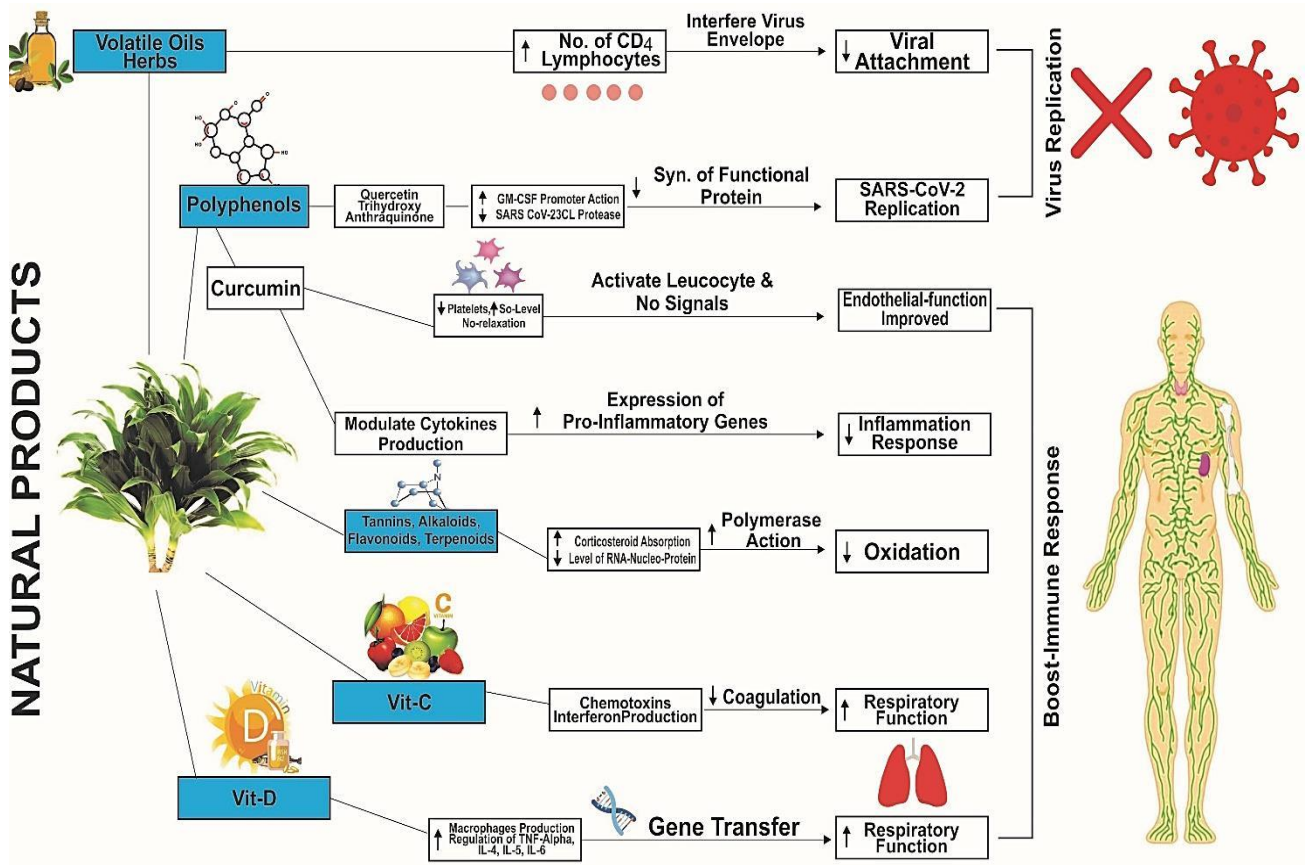 NATURAL PRODUCTS
Volatile Oils
Herbs
↑ No. of CD4
Lymphocytes
Interfere Virus
Envelope
↓ Viral
Attachment
Virus Replication
HO
HO
HO
O
O
HO
Polyphenols
Quercetin
Trihydroxy
Anthraquinone
↑ GM-CSF Promoter Action
↓ SARS CoV-23CL Protease
↓ Syn. of Functional
Protein
SARS-CoV-2
Replication
Curcumin
↓ Platelets, ↑ So-Level
No-relaxation
Activate Leucocyte &
No Signals
Endothelial-function
Improved
Modulate Cytokines
Production
↑ Expression of
Pro-Inflammatory Genes
↓ Inflammation
Response
N
Tannins, Alkaloids,
Flavonoids, Terpenoids
↑ Corticosteroid Absorption
↓ Level of RNA-Nucleo-Protein
↑ Polymerase
Action
↓ Oxidation
Boost-Immune Response
C
Vit-C
Chemotoxins
InterferonProduction
↓ Coagulation
↑ Respiratory
Function
Vitamin
D
Vit-D
↑ Macrophages Production
Regulation of TNF-Alpha,
IL-4, IL-5, IL-6
Gene Transfer
↑ Respiratory
Function